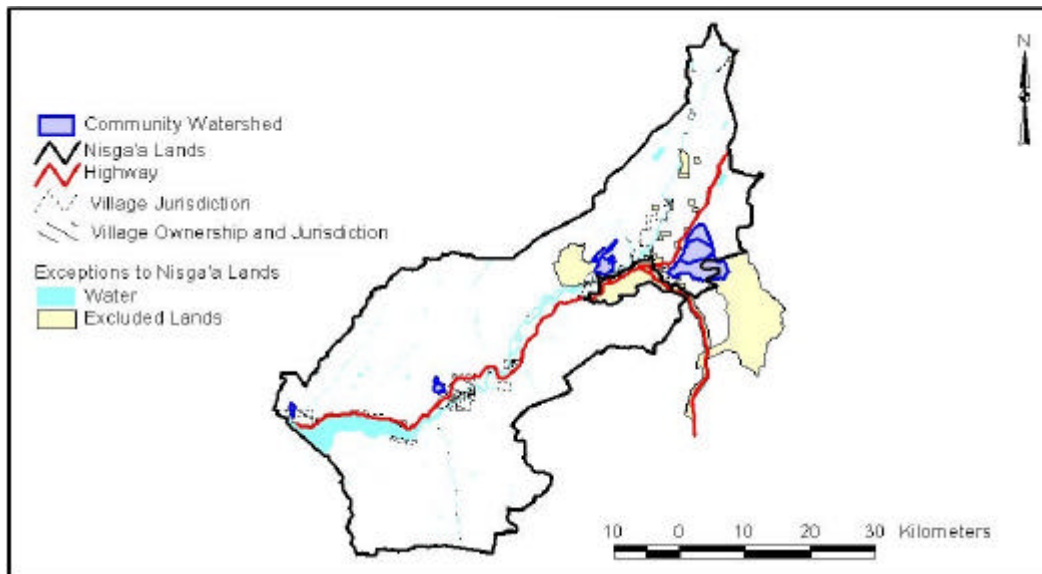 N
Community Watershed
Nisga'a Lands
Highway
Village Jurisdiction
Village Ownership and Jurisdiction
Exceptions to Nisga'a Lands
Water
Excluded Lands
10 0 10 20 30 Kilometers